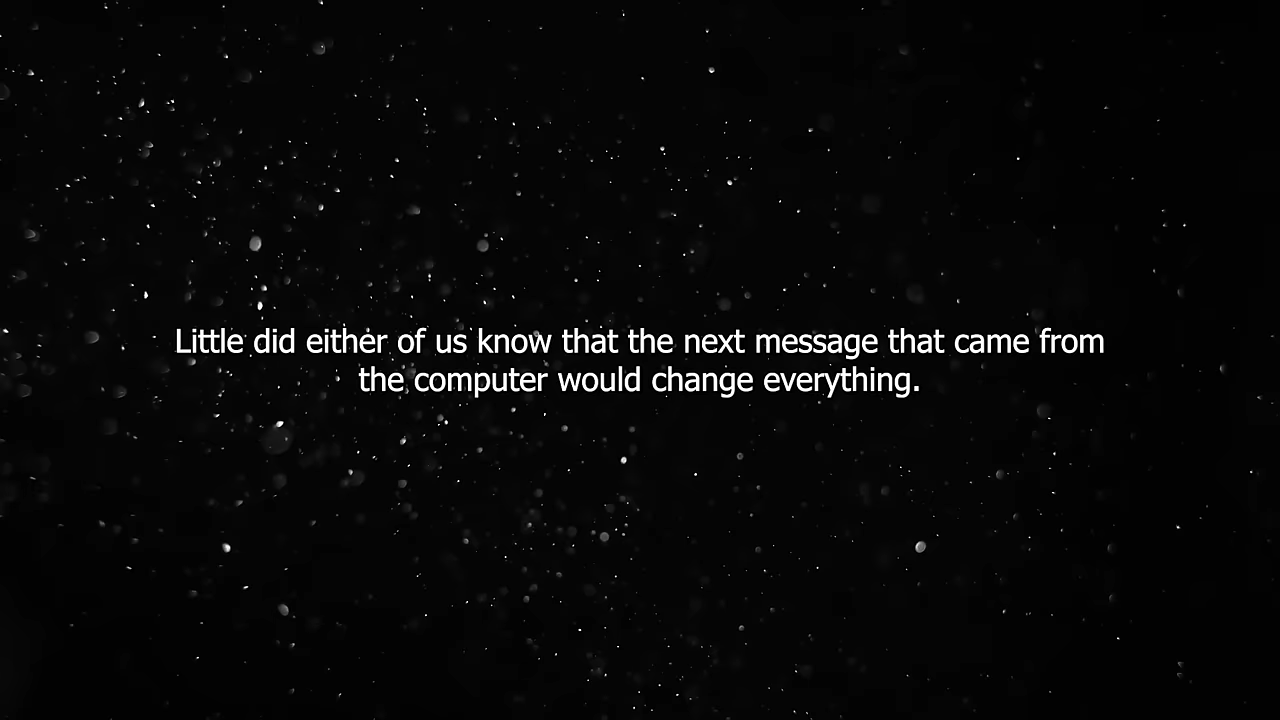 Little did either of us know that the next message that came from
the computer would change everything.